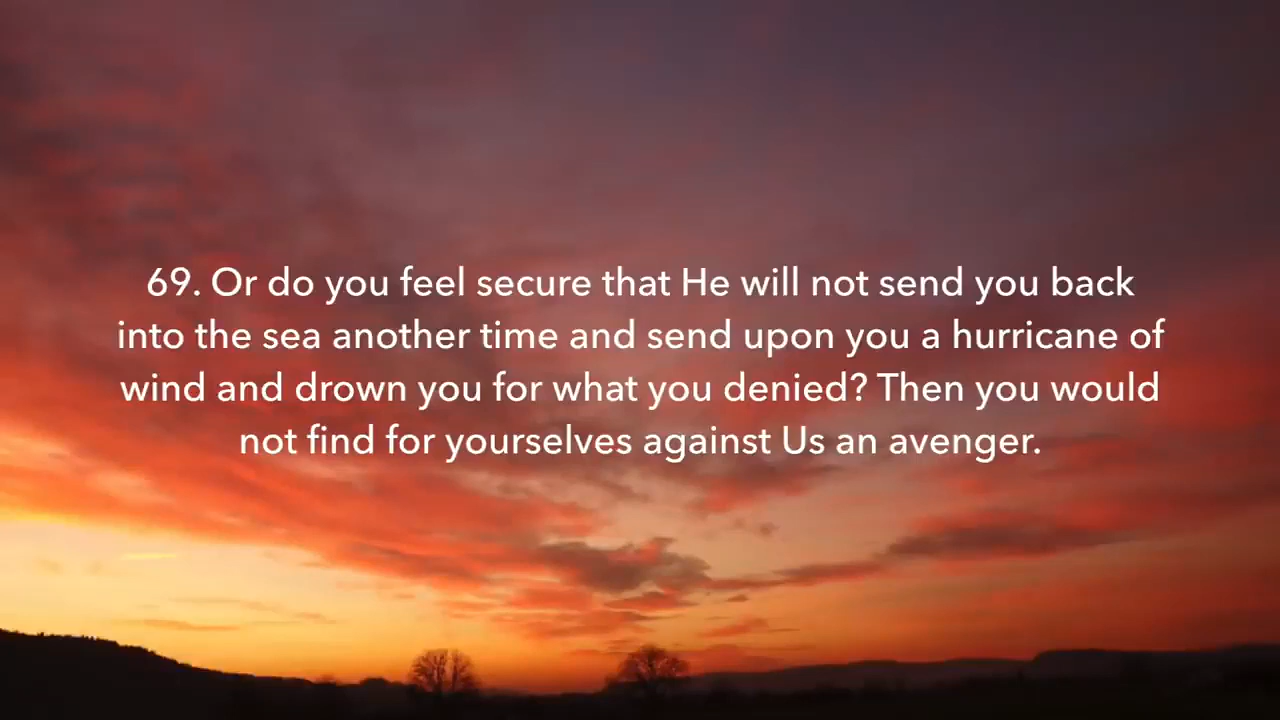 69. Or do you feel secure that He will not send you back
into the sea another time and send upon you a hurricane of
wind and drown you for what you denied? Then you would
not find for yourselves against Us an avenger.